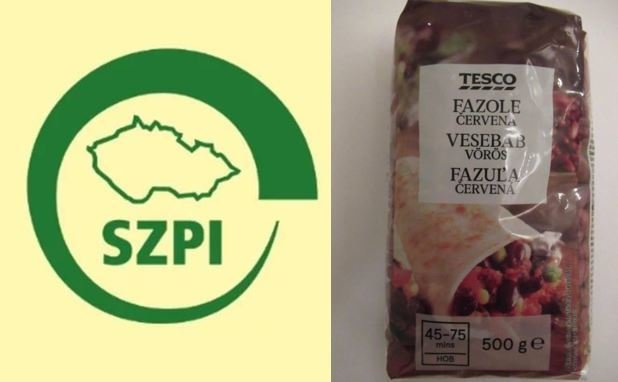 SZPI
TESCO
FAZOLE
ČERVENÁ
VESEBAB
VÖRÖS
FAZUĽA
ČERVENÁ
45-75
mins
HOB
500 g e